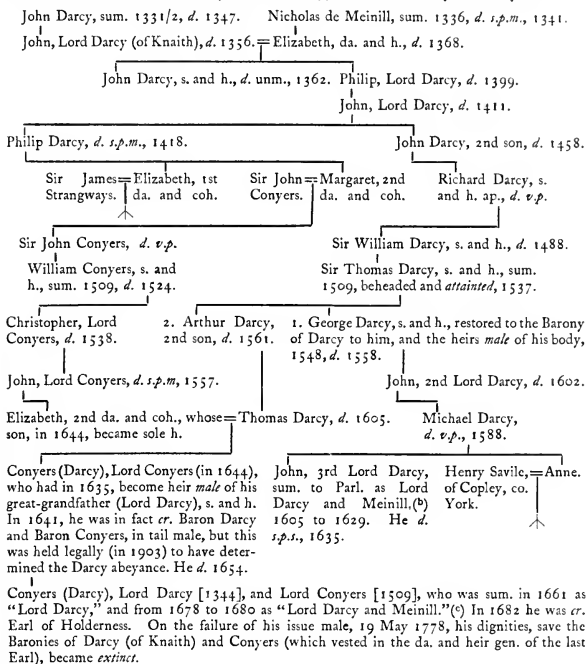 John Darcy, sum. 1331/2, d. 1347. Nicholas de Meinill, sum. 1336, d. s.p.m., 1341.
John, Lord Darcy (of Knaith), d. 1356. = Elizabeth, da. and h., d. 1368.
John Darcy, s. and h., d. unm., 1362. Philip, Lord Darcy, d. 1399.
John, Lord Darcy, d. 1411.
Philip Darcy, d. s.p.m., 1418. John Darcy, 2nd son, d. 1458.
Sir James = Elizabeth, 1st
Strangways. da. and coh.
Sir John = Margaret, 2nd
Conyers. da. and coh.
Richard Darcy, s.
and h. ap., d. v.p.
Sir John Conyers, d. v.p. Sir William Darcy, s. and h., d. 1488.
William Conyers, s. and
h., sum. 1509, d. 1524.
Sir Thomas Darcy, s. and h., sum.
1509, beheaded and attainted, 1537.
Christopher, Lord
Conyers, d. 1538.
2. Arthur Darcy,
2nd son, d. 1561.
1. George Darcy, s. and h., restored to the Barony
of Darcy to him, and the heirs male of his body,
1548, d. 1558.
John, Lord Conyers, d. s.p.m, 1557. John, 2nd Lord Darcy, d. 1602.
Elizabeth, 2nd da. and coh., whose = Thomas Darcy, d. 1605.
son, in 1644, became sole h.
Michael Darcy,
d. v.p., 1588.
Conyers (Darcy), Lord Conyers (in 1644),
who had in 1635, become heir male of his
great-grandfather (Lord Darcy), s. and h.
In 1641, he was in fact cr. Baron Darcy
and Baron Conyers, in tail male, but this
was held legally (in 1903) to have deter-
mined the Darcy abeyance. He d. 1654.
John, 3rd Lord Darcy,
sum. to Parl. as Lord
Darcy and Meinill,(b)
1605 to 1629. He d.
s.p.s., 1635.
Henry Savile, = Anne.
of Copley, co.
York.
Conyers (Darcy), Lord Darcy [1344], and Lord Conyers [1509], who was sum. in 1661 as
"Lord Darcy," and from 1678 to 1680 as "Lord Darcy and Meinill."(c) In 1682 he was cr.
Earl of Holderness. On the failure of his issue male, 19 May 1778, his dignities, save the
Baronies of Darcy (of Knaith) and Conyers (which vested in the da. and heir gen. of the last
Earl), became extinct.